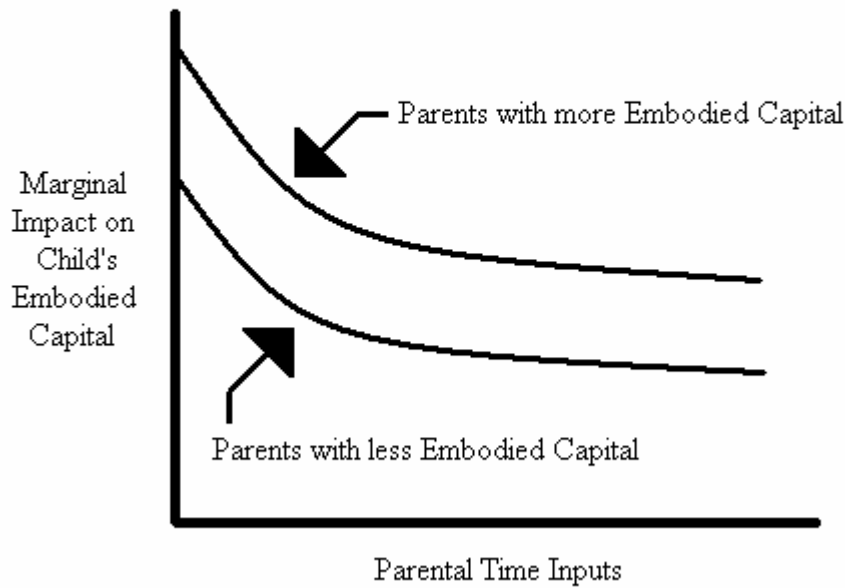 Parents with more Embodied Capital
Marginal
Impact on
Child's
Embodied
Capital
Parents with less Embodied Capital
Parental Time Inputs